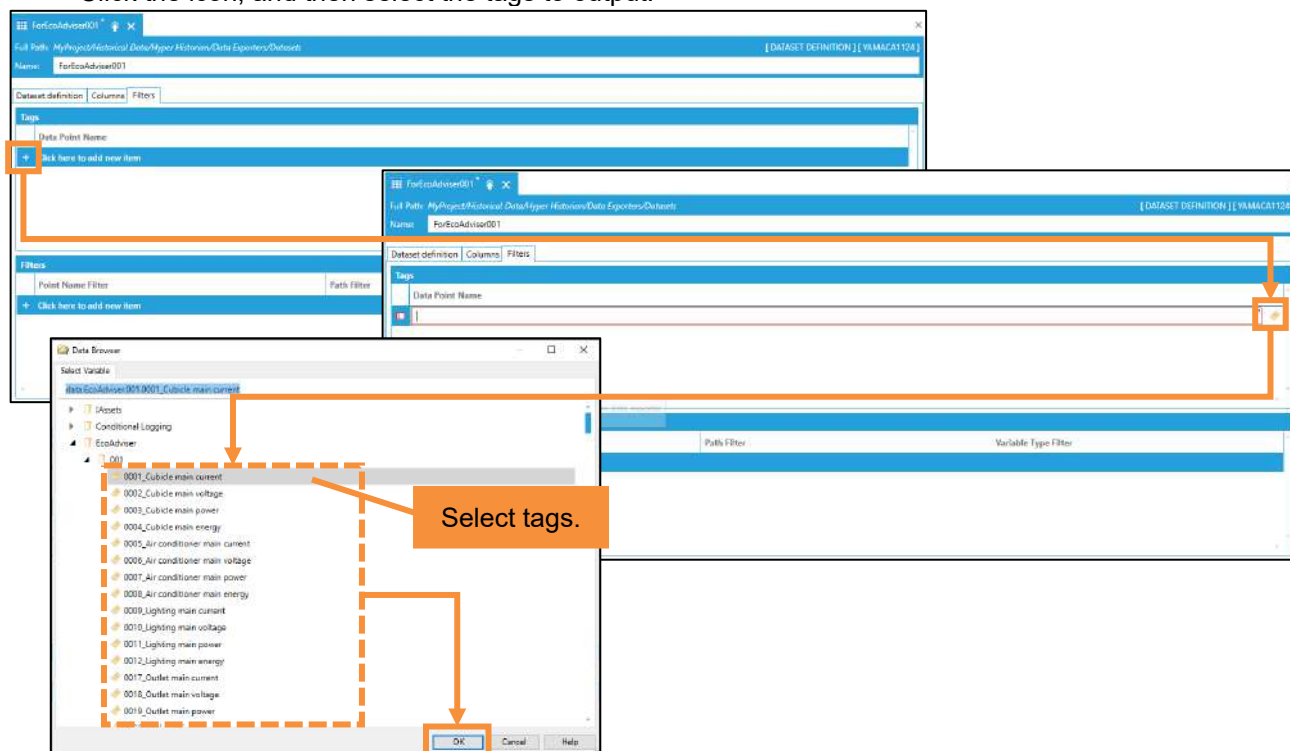 Click the icon, and then select the tags to output.
ForEcoAdviser001*
Full Path: MyProject/Historical Data/Hyper Historian/Data Exporters/Datasets
[ DATASET DEFINITION ] [ YAMACA1124 ]
Name: ForEcoAdviser001
Dataset definition Columns Filters
Tags
Data Point Name
+ Click here to add new item
Filters
Point Name Filter Path Filter
+ Click here to add new item
ForEcoAdviser001*
Full Path: MyProject/Historical Data/Hyper Historian/Data Exporters/Datasets
[ DATASET DEFINITION ] [ YAMACA1124
Name: ForEcoAdviser001
Dataset definition Columns Filters
Tags
Data Point Name
Path Filter Variable Type Filter
Data Browser
Select Variable
data:EcoAdviser.001.0001_Cubicle main current
!Assets
Conditional Logging
EcoAdviser
001
0001_Cubicle main current
0002_Cubicle main voltage
0003_Cubicle main power
0004_Cubicle main energy
0005_Air conditioner main current
0006_Air conditioner main voltage
0007_Air conditioner main power
0008_Air conditioner main energy
0009_Lighting main current
0010_Lighting main voltage
0011_Lighting main power
0012_Lighting main energy
0017_Outlet main current
0018_Outlet main voltage
0019_Outlet main power
OK Cancel Help
Select tags.